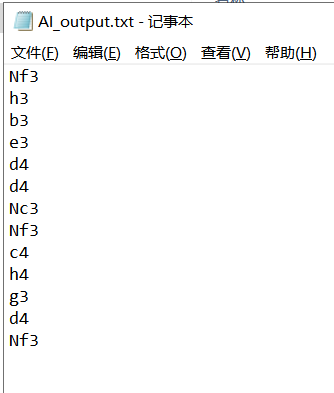 AI_output.txt - 记事本
文件(F) 编辑(E) 格式(O) 查看(V) 帮助(H)
Nf3
h3
b3
e3
d4
d4
Nc3
Nf3
c4
h4
g3
d4
Nf3